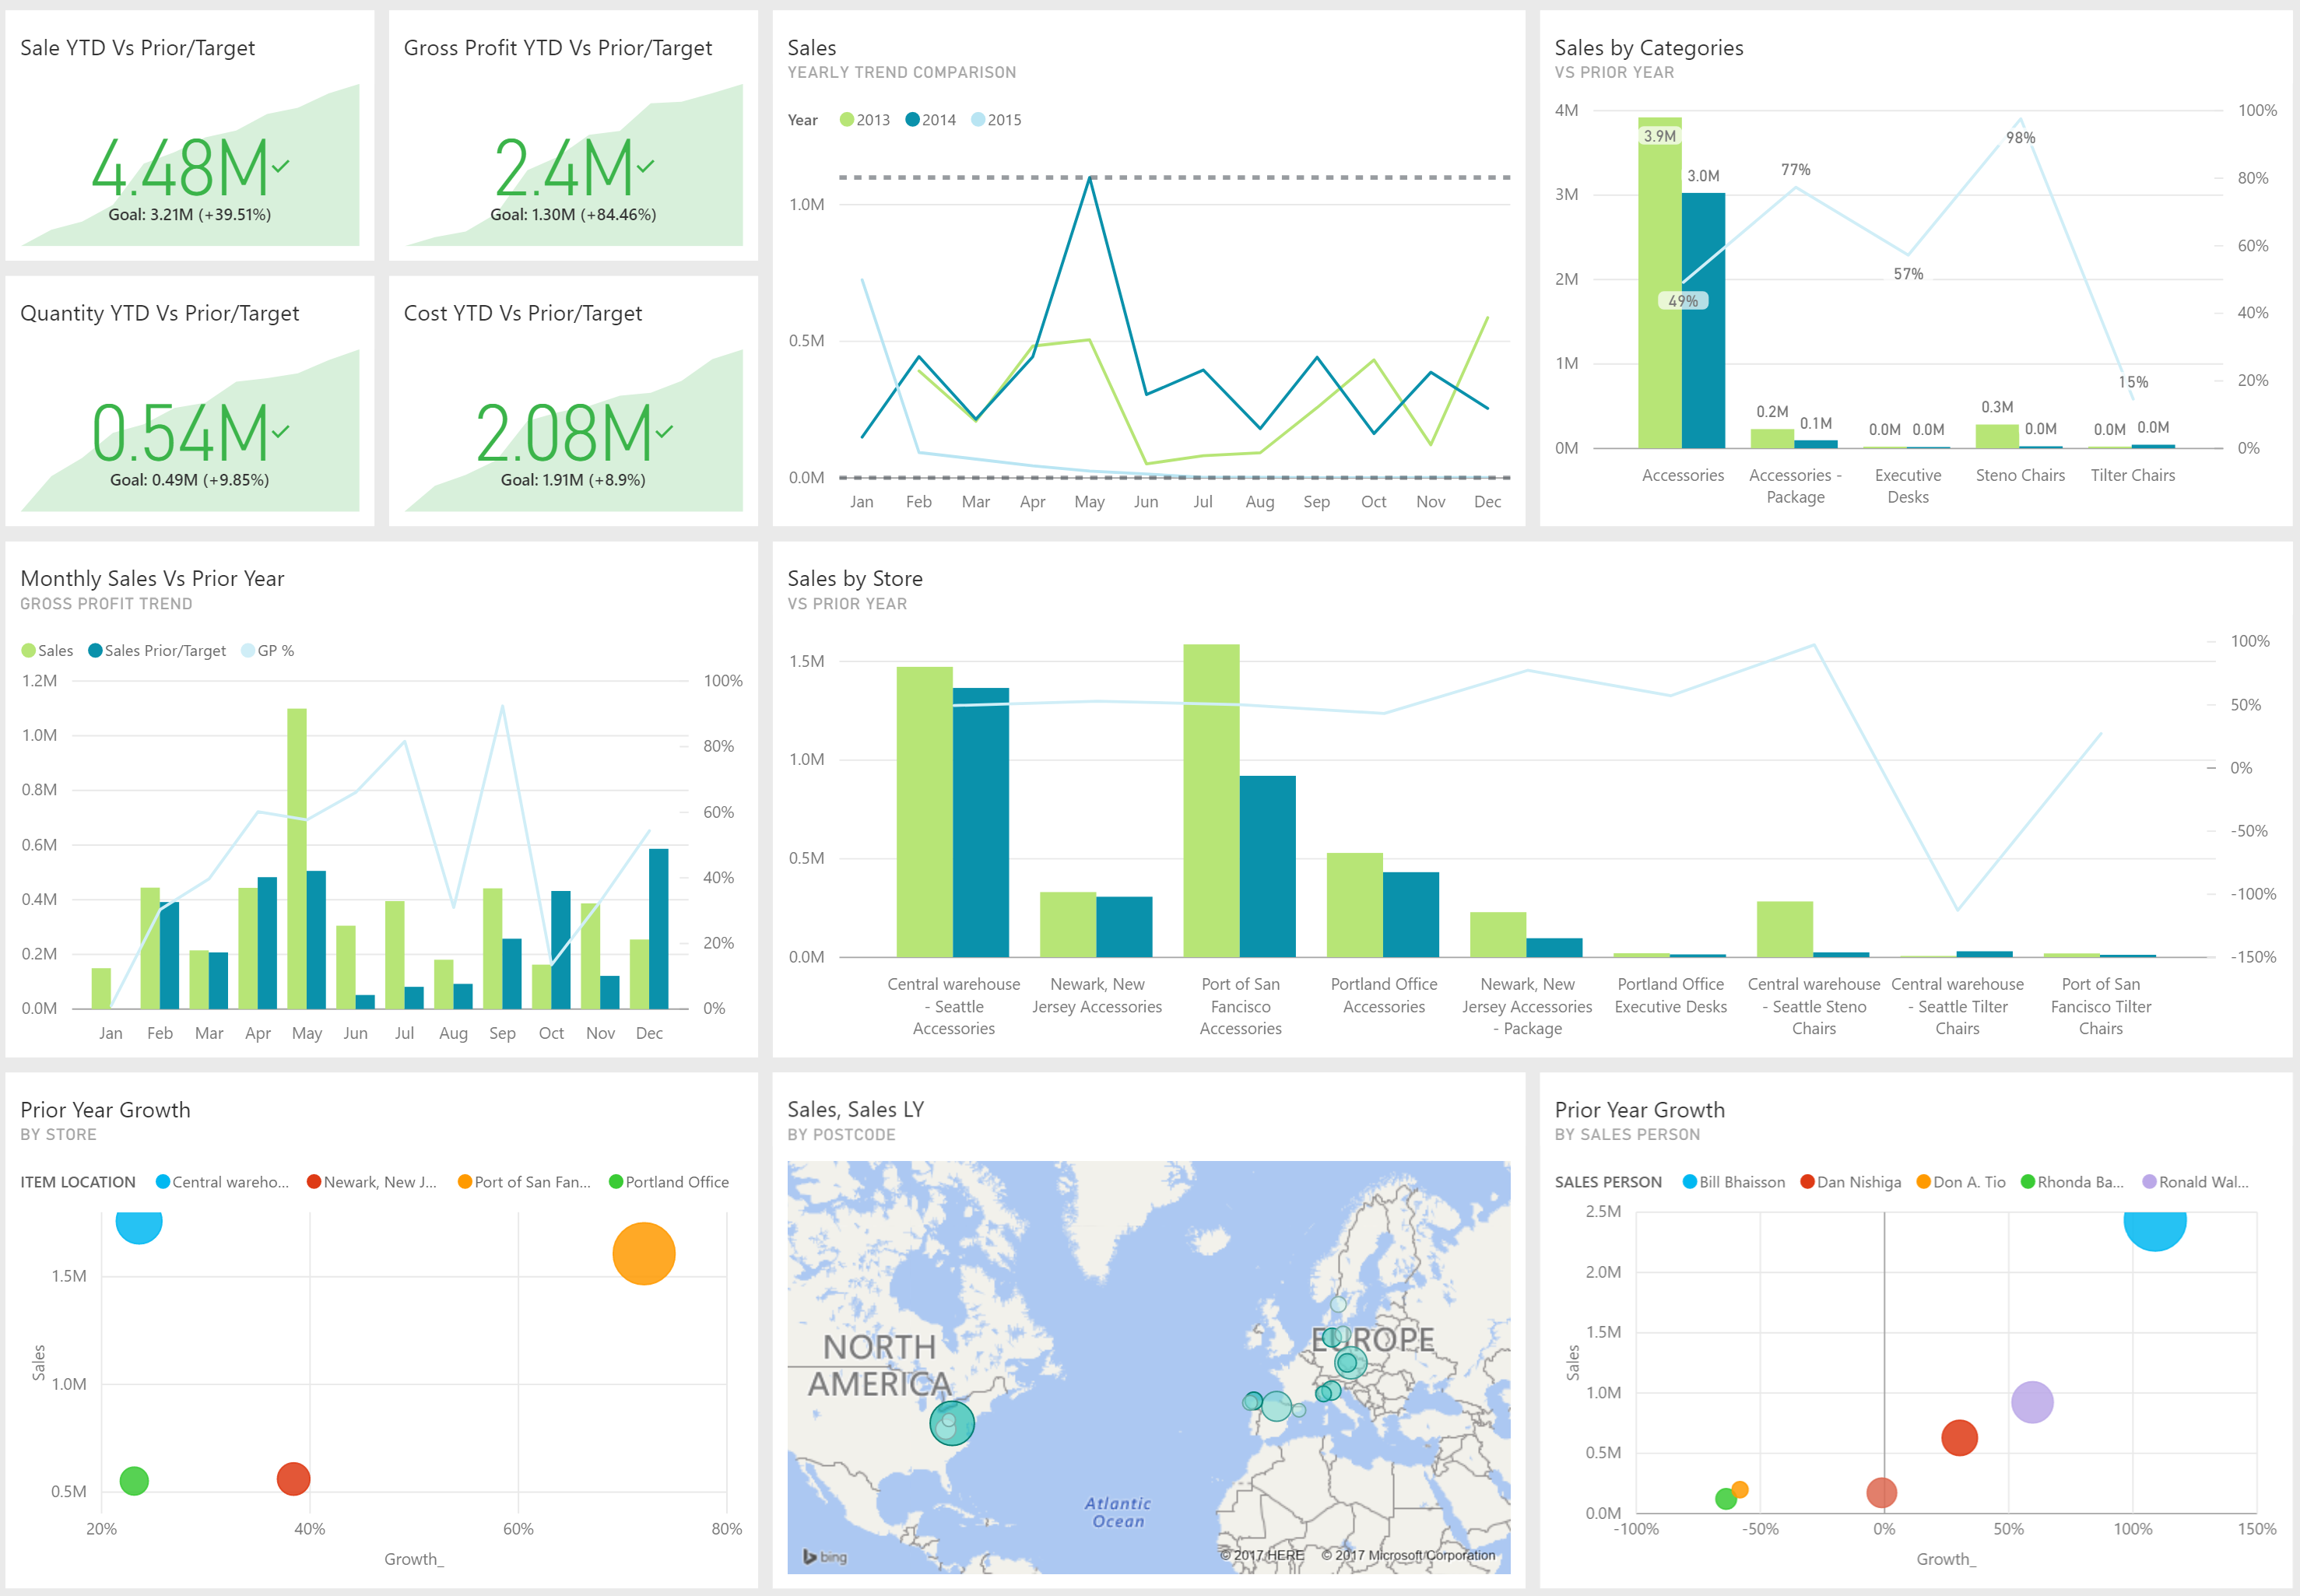 Sale YTD Vs Prior/Target
4.48M
Goal: 3.21M (+39.51%)
Gross Profit YTD Vs Prior/Target
2.4M
Goal: 1.30M (+84.46%)
Quantity YTD Vs Prior/Target
0.54M
Goal: 0.49M (+9.85%)
Cost YTD Vs Prior/Target
2.08M
Goal: 1.91M (+8.9%)
Sales
YEARLY TREND COMPARISON
Year 2013 2014 2015
1.0M
0.5M
0.0M
Jan Feb Mar Apr May Jun Jul Aug Sep Oct Nov Dec
Sales by Categories
VS PRIOR YEAR
4M
3M
2M
1M
0M
100%
80%
60%
40%
20%
0%
3.9M
3.0M
49%
77%
57%
98%
15%
0.2M 0.1M 0.0M 0.0M 0.3M 0.0M 0.0M 0.0M
Accessories
Accessories -
Package
Executive
Desks
Steno Chairs
Tilter Chairs
Monthly Sales Vs Prior Year
GROSS PROFIT TREND
Sales Sales Prior/Target GP %
1.2M
1.0M
0.8M
0.6M
0.4M
0.2M
0.0M
100%
80%
60%
40%
20%
0%
Jan Feb Mar Apr May Jun Jul Aug Sep Oct Nov Dec
Sales by Store
VS PRIOR YEAR
1.5M
1.0M
0.5M
0.0M
100%
50%
0%
-50%
-100%
-150%
Central warehouse
- Seattle
Accessories
Newark, New
Jersey Accessories
Port of San
Fancisco
Accessories
Portland Office
Accessories
Newark, New
Jersey Accessories
- Package
Portland Office
Executive Desks
Central warehouse
- Seattle Steno
Chairs
Central warehouse
- Seattle Tilter
Chairs
Port of San
Fancisco Tilter
Chairs
Prior Year Growth
BY STORE
ITEM LOCATION Central wareho... Newark, New J... Port of San Fan... Portland Office
Sales
1.5M
1.0M
0.5M
20% 40% 60% 80%
Growth_
Sales, Sales LY
BY POSTCODE
NORTH
AMERICA
EUROPE
Atlantic
Ocean
bing
© 2017 HERE © 2017 Microsoft Corporation
Prior Year Growth
BY SALES PERSON
SALES PERSON Bill Bhaisson Dan Nishiga Don A. Tio Rhonda Ba... Ronald Wal...
Sales
2.5M
2.0M
1.5M
1.0M
0.5M
0.0M
-100% -50% 0% 50% 100% 150%
Growth_